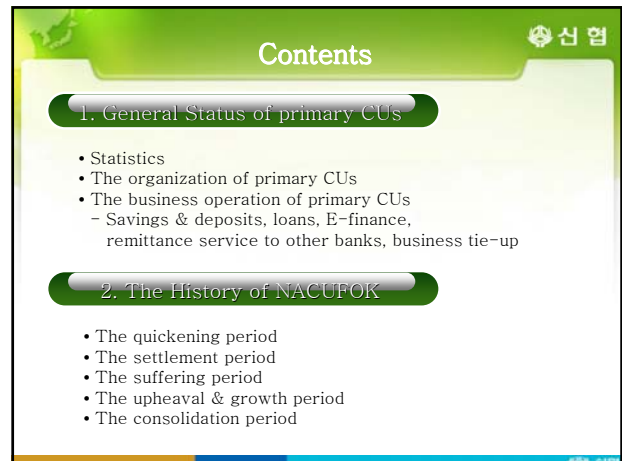 신협
Contents
1. General Status of primary CUs
• Statistics
• The organization of primary CUs
• The business operation of primary CUs
- Savings & deposits, loans, E-finance,
remittance service to other banks, business tie-up
2. The History of NACUFOK
• The quickening period
• The settlement period
• The suffering period
• The upheaval & growth period
• The consolidation period